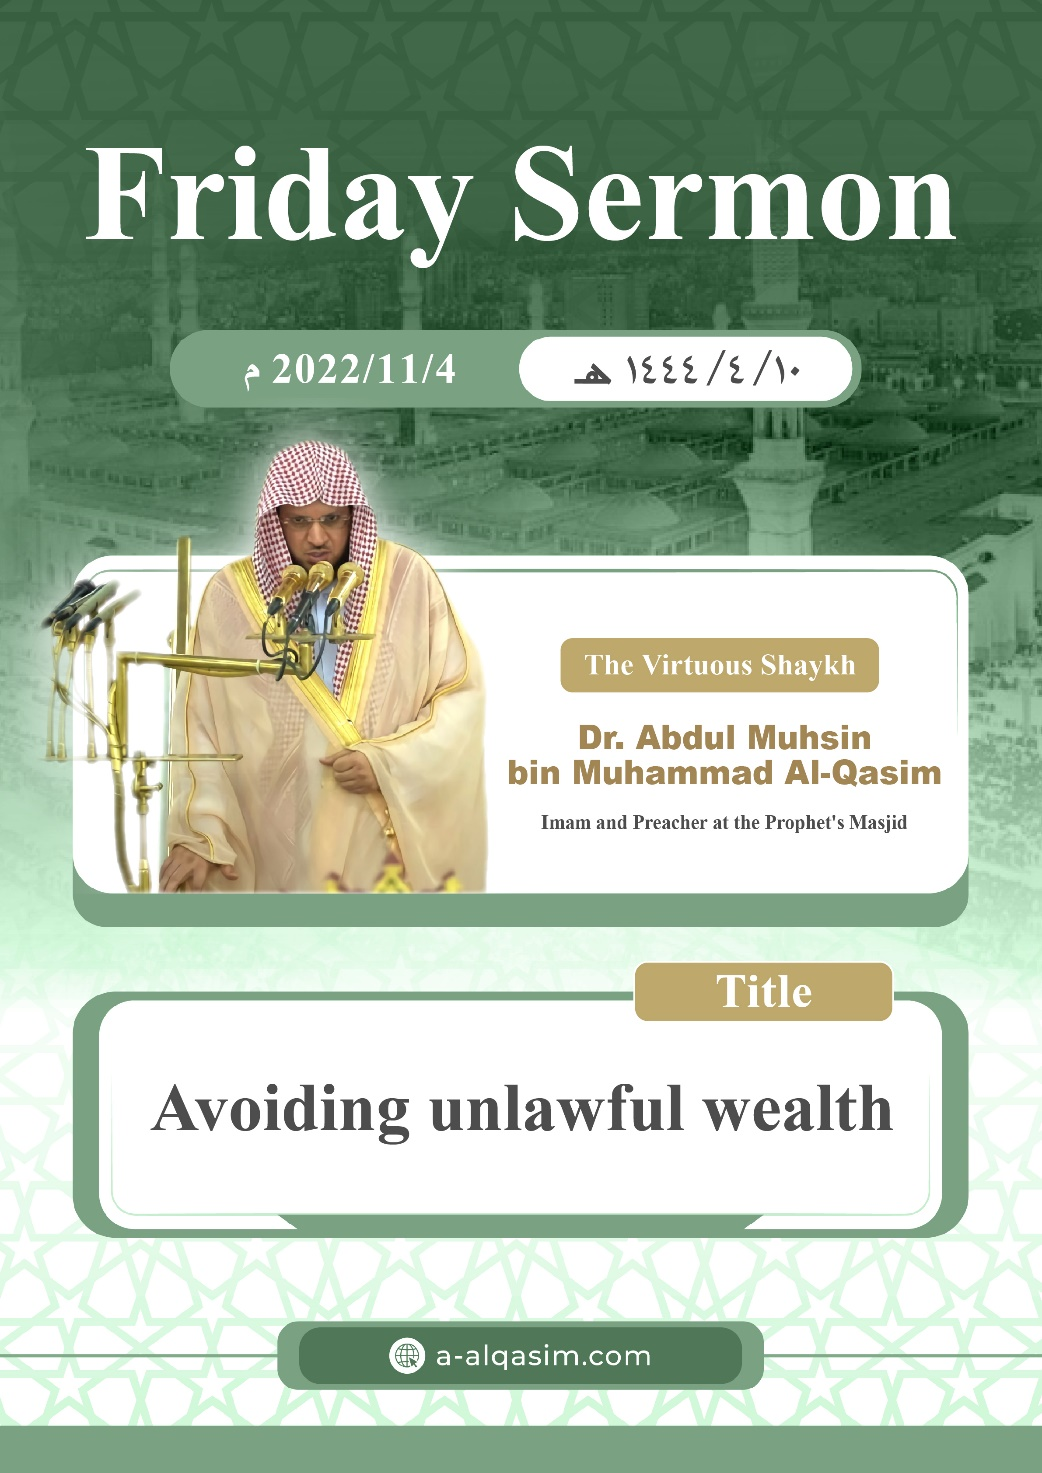 Friday Sermon
2022/11/4 م
١٤٤٤/٤/١٠ هـ
The Virtuous Shaykh
Dr. Abdul Muhsin
bin Muhammad Al-Qasim
Imam and Preacher at the Prophet's Masjid
Title
Avoiding unlawful wealth
a-alqasim.com